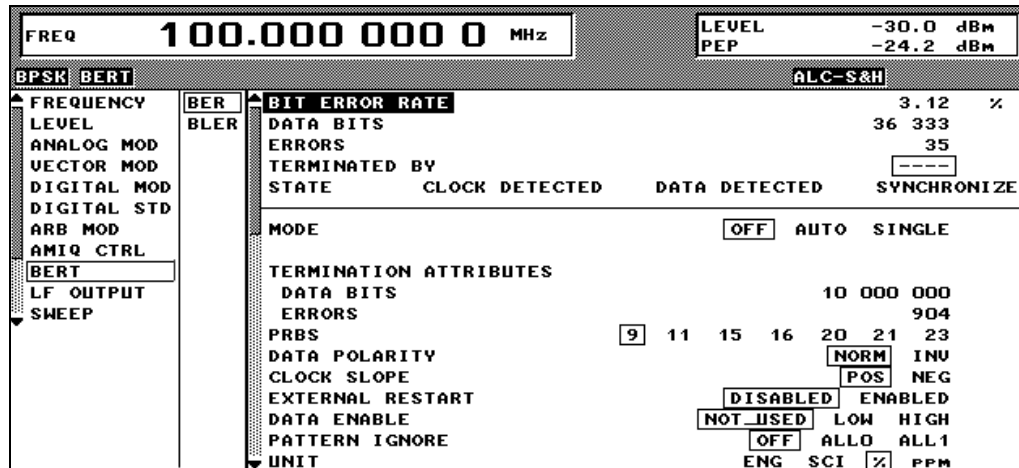 FREQ 100.000 000 0 MHz
LEVEL -30.0 dBm
PEP -24.2 dBm
BPSK BERT ALC-S&H
FREQUENCY
LEVEL
ANALOG MOD
VECTOR MOD
DIGITAL MOD
DIGITAL STD
ARB MOD
AMIQ CTRL
BERT
LF OUTPUT
SWEEP
BER
BLER
BIT ERROR RATE 3.12 %
DATA BITS 36 333
ERRORS 35
TERMINATED BY ----
STATE CLOCK DETECTED DATA DETECTED SYNCHRONIZE
MODE OFF AUTO SINGLE
TERMINATION ATTRIBUTES
DATA BITS 10 000 000
ERRORS 904
PRBS 9 11 15 16 20 21 23
DATA POLARITY NORM INV
CLOCK SLOPE POS NEG
EXTERNAL RESTART DISABLED ENABLED
DATA ENABLE NOT_USED LOW HIGH
PATTERN IGNORE OFF ALL0 ALL1
UNIT ENG SCI % PPM